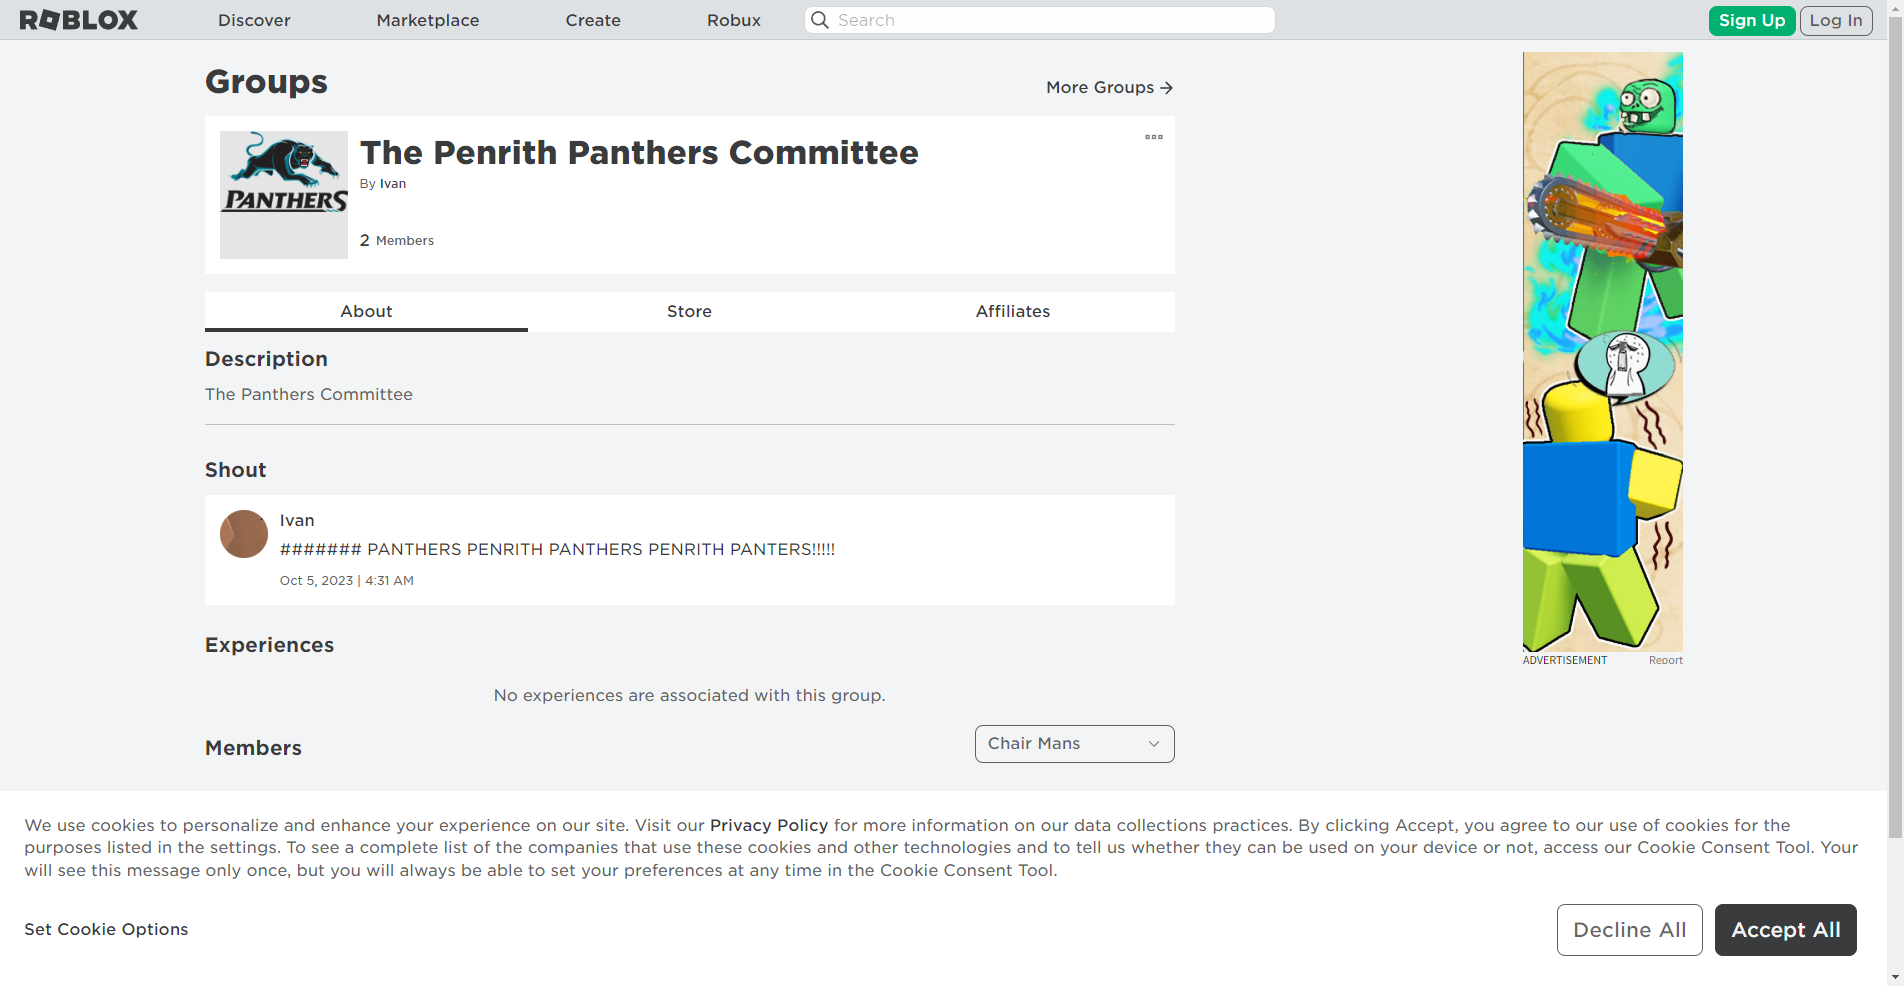 ROBLOX
Discover
Marketplace
Create
Robux
Search
Sign Up
Log In
Groups
More Groups
PANTHERS
The Penrith Panthers Committee
By Ivan
2 Members
About
Store
Affiliates
Description
The Panthers Committee
Shout
Ivan
####### PANTHERS PENRITH PANTHERS PENRITH PANTERS!!!!!
Oct 5, 2023 | 4:31 AM
Experiences
No experiences are associated with this group.
Members
Chair Mans
ADVERTISEMENT
Report
We use cookies to personalize and enhance your experience on our site. Visit our Privacy Policy for more information on our data collections practices. By clicking Accept, you agree to our use of cookies for the
purposes listed in the settings. To see a complete list of the companies that use these cookies and other technologies and to tell us whether they can be used on your device or not, access our Cookie Consent Tool. Your
will see this message only once, but you will always be able to set your preferences at any time in the Cookie Consent Tool.
Set Cookie Options
Decline All
Accept All